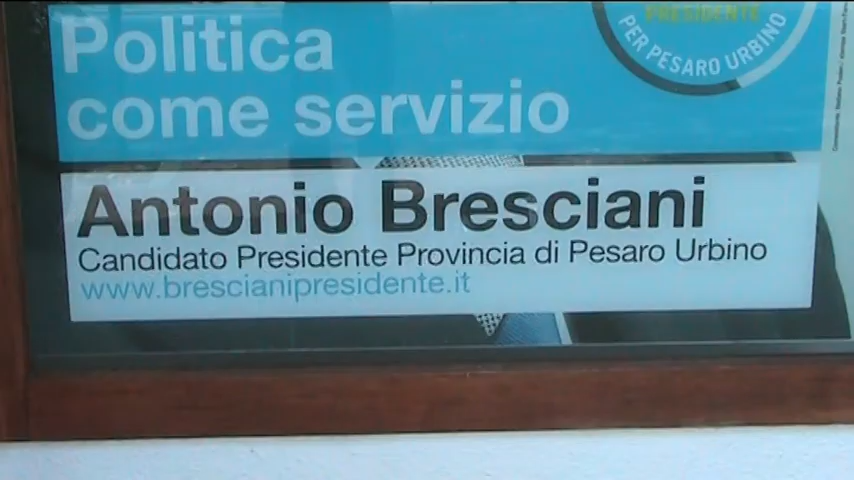 Politica
come servizio
PRESIDENTE
PER PESARO URBINO
Antonio Bresciani
Candidato Presidente Provincia di Pesaro Urbino
www.brescianipresidente.it